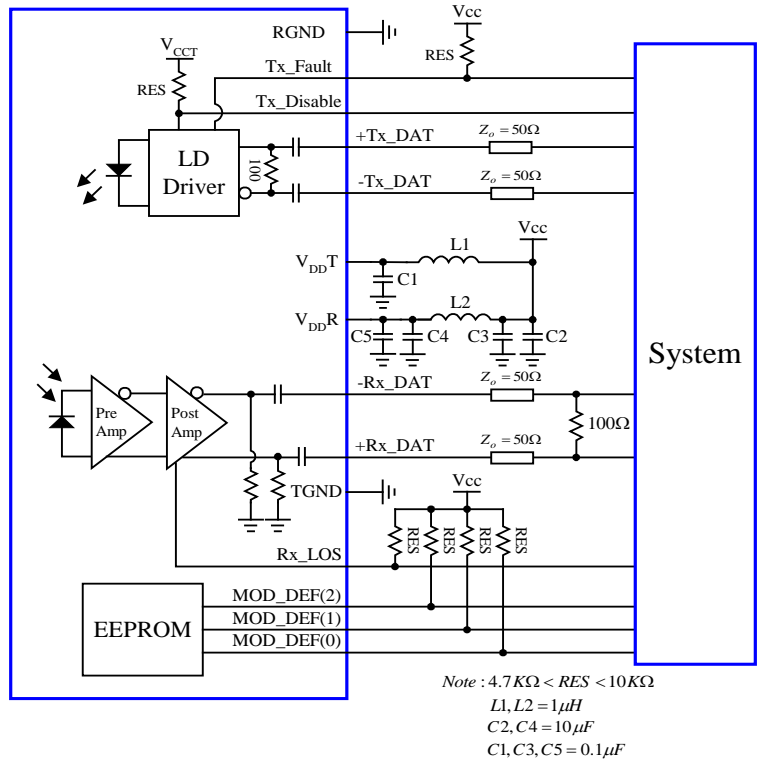 RGND
Vcc
V_CCT
RES
Tx_Fault
RES
Tx_Disable
LD
Driver
100
+Tx_DAT
Z_o = 50Ω
-Tx_DAT
Z_o = 50Ω
Vcc
V_DD T
L1
C1
V_DD R
L2
C5
C4
C3
C2
System
Pre
Amp
Post
Amp
-Rx_DAT
Z_o = 50Ω
100Ω
+Rx_DAT
Z_o = 50Ω
TGND
Vcc
RES
RES
RES
RES
Rx_LOS
EEPROM
MOD_DEF(2)
MOD_DEF(1)
MOD_DEF(0)
Note : 4.7KΩ < RES < 10KΩ
L1, L2 = 1μH
C2, C4 = 10μF
C1, C3, C5 = 0.1μF